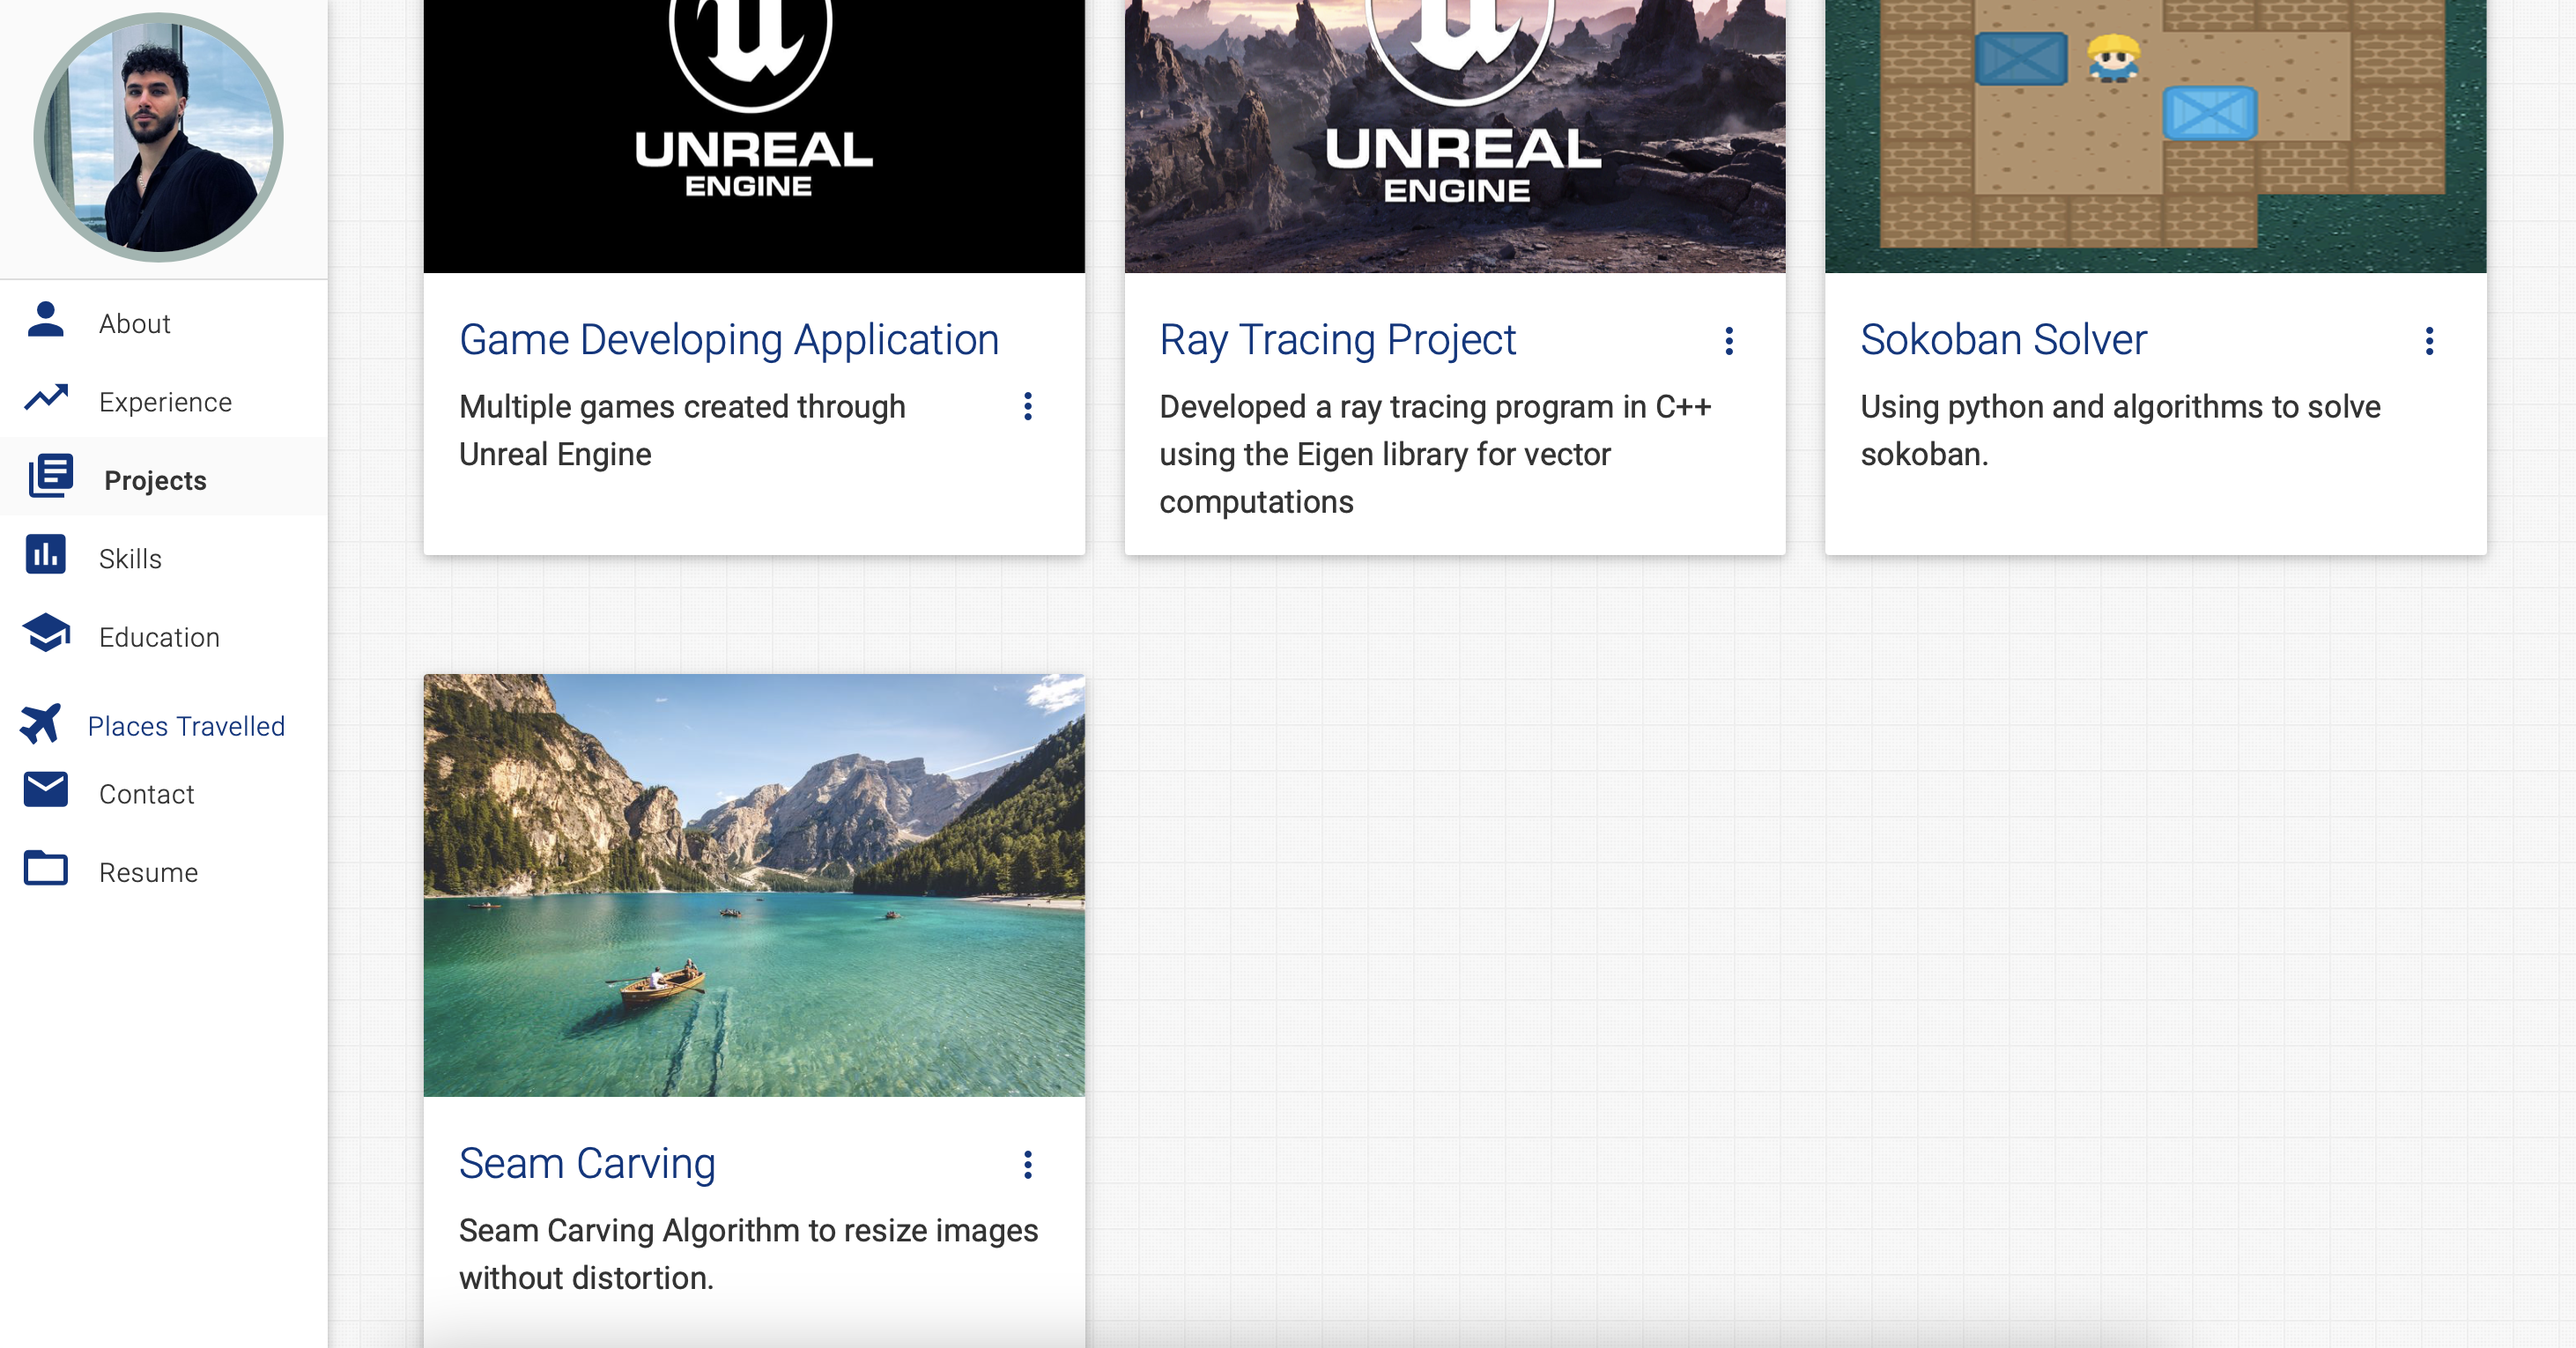 About
Experience
Projects
Skills
Education
Places Travelled
Contact
Resume
UNREAL
ENGINE
Game Developing Application
Multiple games created through
Unreal Engine
UNREAL
ENGINE
Ray Tracing Project
Developed a ray tracing program in C++
using the Eigen library for vector
computations
Sokoban Solver
Using python and algorithms to solve
sokoban.
Seam Carving
Seam Carving Algorithm to resize images
without distortion.